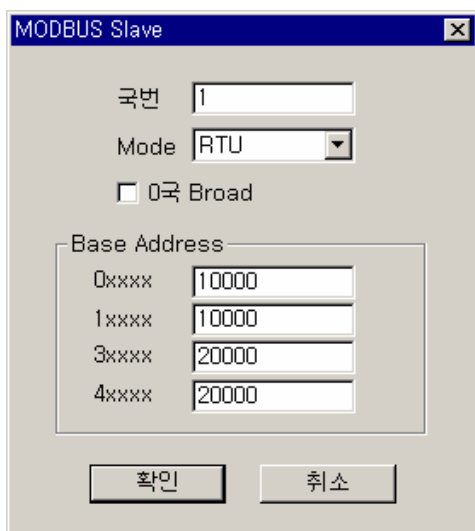 MODBUS Slave
국번 1
Mode RTU
0국 Broad
Base Address
0xxxx 10000
1xxxx 10000
3xxxx 20000
4xxxx 20000
확인 취소